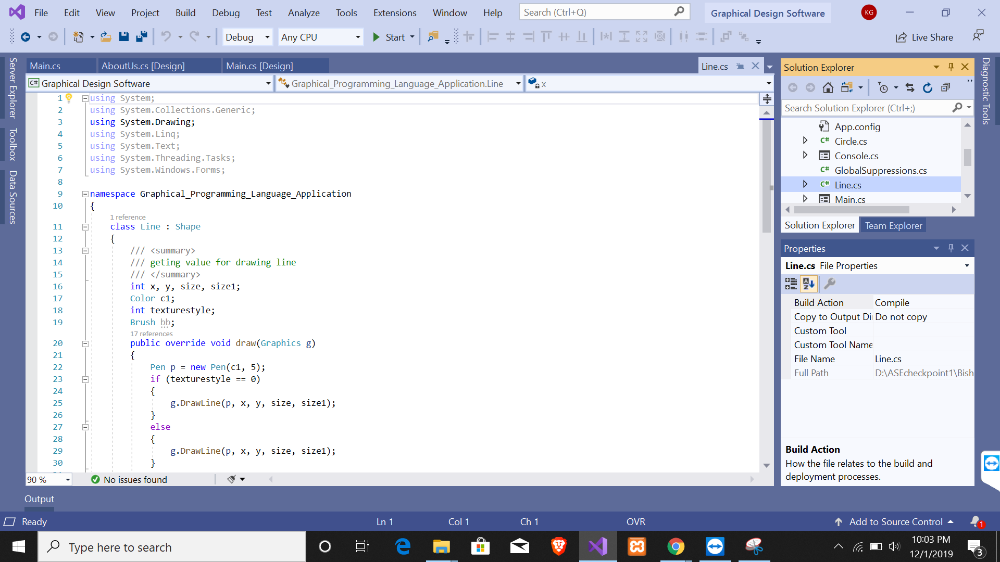 File Edit View Project Build Debug Test Analyze Tools Extensions Window Help Search (Ctrl+Q) Graphical Design Software KG
Debug Any CPU Start Live Share
Server Explorer
Toolbox
Data Sources
Main.cs AboutUs.cs [Design] Main.cs [Design] Line.cs
C# Graphical Design Software Graphical_Programming_Language_Application.Line x
1 using System;
2 using System.Collections.Generic;
3 using System.Drawing;
4 using System.Linq;
5 using System.Text;
6 using System.Threading.Tasks;
7 using System.Windows.Forms;
8
9 namespace Graphical_Programming_Language_Application
10 {
1 reference
11 class Line : Shape
12 {
13 /// <summary>
14 /// geting value for drawing line
15 /// </summary>
16 int x, y, size, size1;
17 Color c1;
18 int texturestyle;
19 Brush bb;
17 references
20 public override void draw(Graphics g)
21 {
22 Pen p = new Pen(c1, 5);
23 if (texturestyle == 0)
24 {
25 g.DrawLine(p, x, y, size, size1);
26 }
27 else
28 {
29 g.DrawLine(p, x, y, size, size1);
30 }
90 % No issues found
Solution Explorer
Search Solution Explorer (Ctrl+;)
App.config
C# Circle.cs
Console.cs
C# GlobalSuppressions.cs
C# Line.cs
Main.cs
Solution Explorer Team Explorer
Properties
Line.cs File Properties
Build Action Compile
Copy to Output Di Do not copy
Custom Tool
Custom Tool Name
File Name Line.cs
Full Path D:\ASEcheckpoint1\Bish
Build Action
How the file relates to the build and
deployment processes.
Diagnostic Tools
Output
Ready Ln 1 Col 1 Ch 1 OVR Add to Source Control 1
Type here to search
10:03 PM
12/1/2019
3